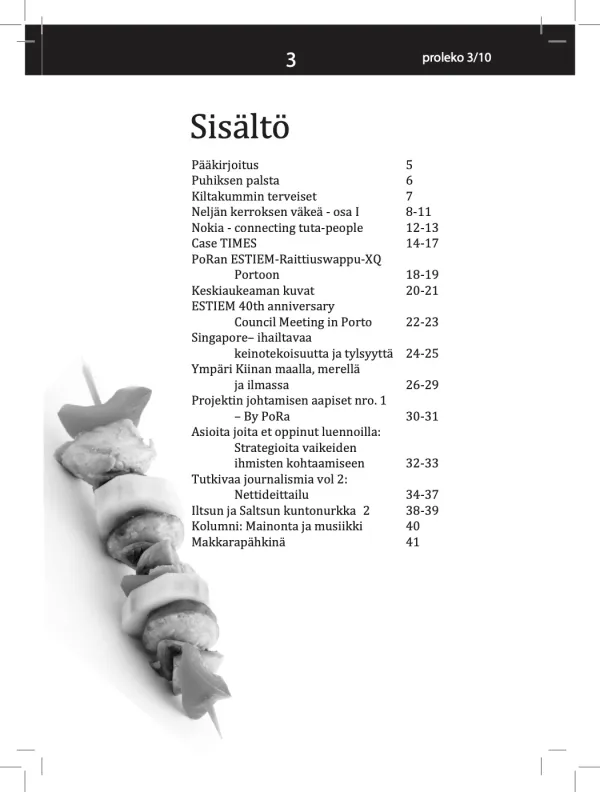 3 proleko 3/10
Sisältö
Pääkirjoitus 5
Puhiksen palsta 6
Kiltakummin terveiset 7
Neljän kerroksen väkeä - osa I 8-11
Nokia - connecting tuta-people 12-13
Case TIMES 14-17
PoRan ESTIEM-Raittiuswappu-XQ
Portoon 18-19
Keskiaukeaman kuvat 20-21
ESTIEM 40th anniversary
Council Meeting in Porto 22-23
Singapore– ihailtavaa
keinotekoisuutta ja tylsyyttä 24-25
Ympäri Kiinan maalla, merellä
ja ilmassa 26-29
Projektin johtamisen aapiset nro. 1
– By PoRa 30-31
Asioita joita et oppinut luennoilla:
Strategioita vaikeiden
ihmisten kohtaamiseen 32-33
Tutkivaa journalismia vol 2:
Nettideittailu 34-37
Iltsun ja Saltsun kuntonurkka 2 38-39
Kolumni: Mainonta ja musiikki 40
Makkarapähkinä 41